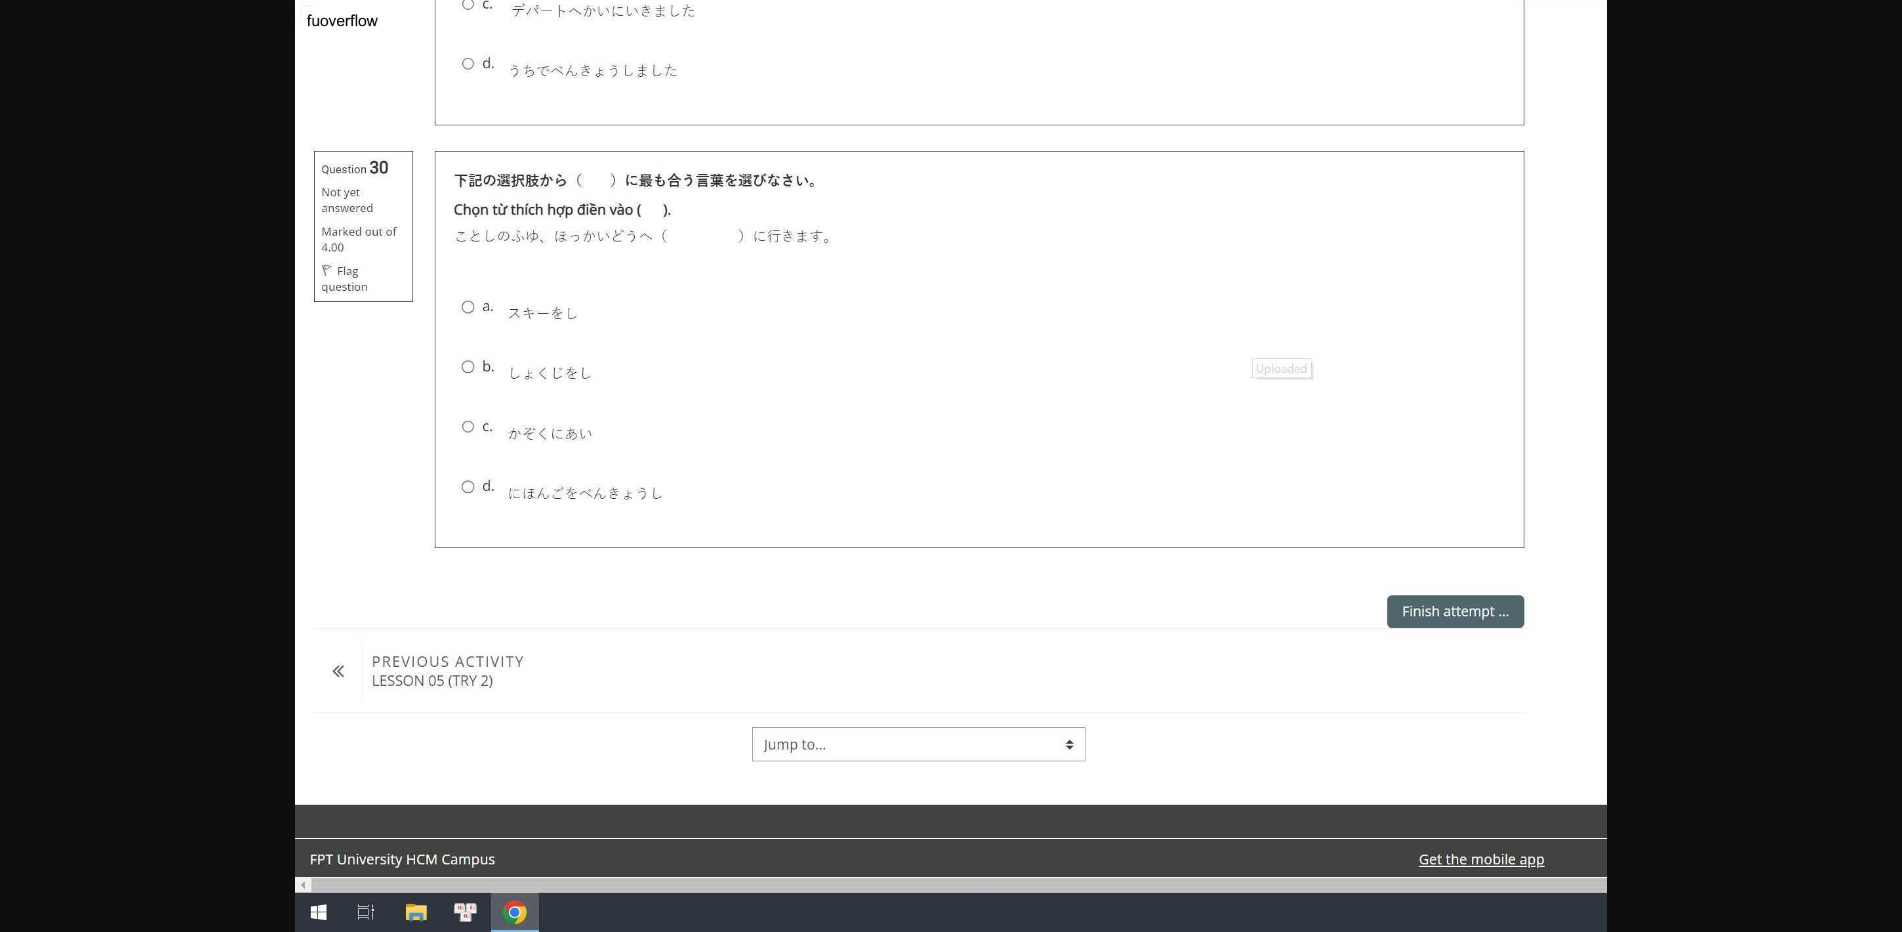 fuoverflow
c. デパートへかいにいきました
d. うちでべんきょうしました
Question 30
Not yet
answered
Marked out of
4.00
Flag
question
下記の選択肢から（　　）に最も合う言葉を選びなさい。
Chọn từ thích hợp điền vào (　 ).
ことしのふゆ、ほっかいどうへ（　　　　　）に行きます。
a. スキーをし
b. しょくじをし
c. かぞくにあい
d. にほんごをべんきょうし
Uploaded
Finish attempt ...
PREVIOUS ACTIVITY
LESSON 05 (TRY 2)
Jump to...
FPT University HCM Campus
Get the mobile app